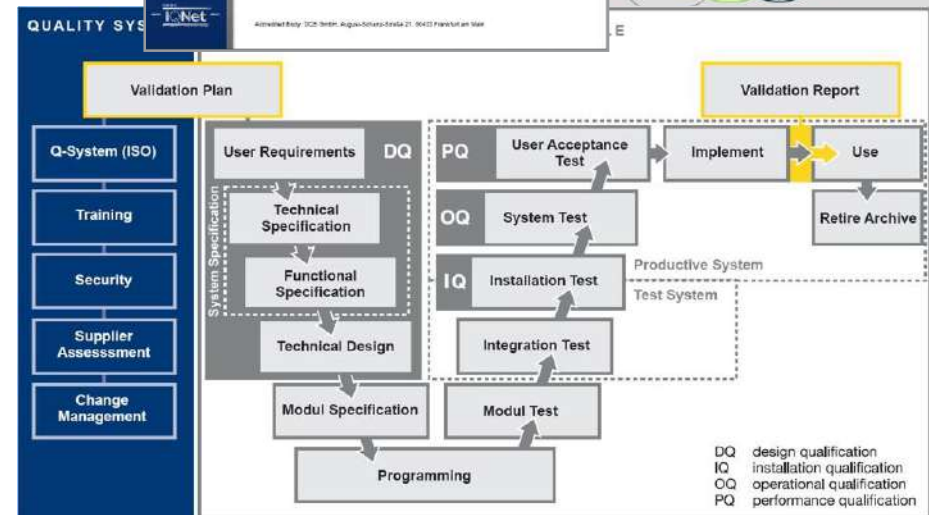 IQNet
Accredited Body: DQS GmbH, August-Schanz-Straße 21, 60433 Frankfurt am Main
QUALITY SYS
E
Validation Plan
Validation Report
Q-System (ISO)
Training
Security
Supplier
Assesssment
Change
Management
User Requirements
DQ
System Specification
Technical
Specification
Functional
Specification
Technical Design
Modul Specification
Programming
Modul Test
Integration Test
IQ
Installation Test
OQ
System Test
PQ
User Acceptance
Test
Implement
Use
Retire Archive
Productive System
Test System
DQ design qualification
IQ installation qualification
OQ operational qualification
PQ performance qualification